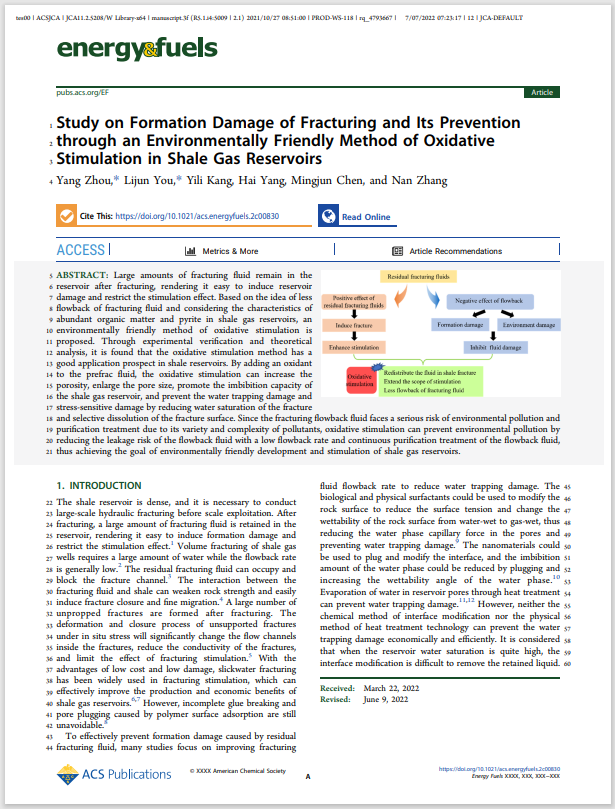 tos00 | ACSJCA | JCA11.2.5208/W Library-x64 | manuscript.3f (R5.1.i4:5009 | 2.1) 2021/10/27 08:51:00 | PROD-WS-118 | rq_4793667 | 7/07/2022 07:23:17 | 12 | JCA-DEFAULT
energy&fuels
pubs.acs.org/EF
Article
1 Study on Formation Damage of Fracturing and Its Prevention
2 through an Environmentally Friendly Method of Oxidative
3 Stimulation in Shale Gas Reservoirs
4 Yang Zhou,* Lijun You,* Yili Kang, Hai Yang, Mingjun Chen, and Nan Zhang
Cite This: https://doi.org/10.1021/acs.energyfuels.2c00830
Read Online
ACCESS
Metrics & More
Article Recommendations
5 ABSTRACT: Large amounts of fracturing fluid remain in the
6 reservoir after fracturing, rendering it easy to induce reservoir
7 damage and restrict the stimulation effect. Based on the idea of less
8 flowback of fracturing fluid and considering the characteristics of
9 abundant organic matter and pyrite in shale gas reservoirs, an
10 environmentally friendly method of oxidative stimulation is
11 proposed. Through experimental verification and theoretical
12 analysis, it is found that the oxidative stimulation method has a
13 good application prospect in shale reservoirs. By adding an oxidant
14 to the prefrac fluid, the oxidative stimulation can increase the
15 porosity, enlarge the pore size, promote the imbibition capacity of
16 the shale gas reservoir, and prevent the water trapping damage and
17 stress-sensitive damage by reducing water saturation of the fracture
18 and selective dissolution of the fracture surface. Since the fracturing flowback fluid faces a serious risk of environmental pollution and
19 purification treatment due to its variety and complexity of pollutants, oxidative stimulation can prevent environmental pollution by
20 reducing the leakage risk of the flowback fluid with a low flowback rate and continuous purification treatment of the flowback fluid,
21 thus achieving the goal of environmentally friendly development and stimulation of shale gas reservoirs.
Residual fracturing fluids
Positive effect of
residual fracturing fluids
Negative effect of flowback
Induce fracture
Formation damage
Environment damage
Enhance stimulation
Inhibit fluid damage
Oxidative
stimulation
Redistribute the fluid in shale fracture
Extend the scope of stimulation
Less flowback of fracturing fluid
1. INTRODUCTION
22 The shale reservoir is dense, and it is necessary to conduct
23 large-scale hydraulic fracturing before scale exploitation. After
24 fracturing, a large amount of fracturing fluid is retained in the
25 reservoir, rendering it easy to induce formation damage and
26 restrict the stimulation effect.1 Volume fracturing of shale gas
27 wells requires a large amount of water while the flowback rate
28 is generally low.2 The residual fracturing fluid can occupy and
29 block the fracture channel.3 The interaction between the
30 fracturing fluid and shale can weaken rock strength and easily
31 induce fracture closure and fine migration.4 A large number of
32 unpropped fractures are formed after fracturing. The
33 deformation and closure process of unsupported fractures
34 under in situ stress will significantly change the flow channels
35 inside the fractures, reduce the conductivity of the fractures,
36 and limit the effect of fracturing stimulation.5 With the
37 advantages of low cost and low damage, slickwater fracturing
38 has been widely used in fracturing stimulation, which can
39 effectively improve the production and economic benefits of
40 shale gas reservoirs.6,7 However, incomplete glue breaking and
41 pore plugging caused by polymer surface adsorption are still
42 unavoidable.8
43 To effectively prevent formation damage caused by residual
44 fracturing fluid, many studies focus on improving fracturing
fluid flowback rate to reduce water trapping damage. The 45
biological and physical surfactants could be used to modify the 46
rock surface to reduce the surface tension and change the 47
wettability of the rock surface from water-wet to gas-wet, thus 48
reducing the water phase capillary force in the pores and 49
preventing water trapping damage.9 The nanomaterials could 50
be used to plug and modify the interface, and the imbibition 51
amount of the water phase could be reduced by plugging and 52
increasing the wettability angle of the water phase.10 53
Evaporation of water in reservoir pores through heat treatment 54
can prevent water trapping damage.11,12 However, neither the 55
chemical method of interface modification nor the physical 56
method of heat treatment technology can prevent the water 57
trapping damage economically and efficiently. It is considered 58
that when the reservoir water saturation is quite high, the 59
interface modification is difficult to remove the retained liquid. 60
Received: March 22, 2022
Revised: June 9, 2022
ACS Publications
© XXXX American Chemical Society
A
https://doi.org/10.1021/acs.energyfuels.2c00830
Energy Fuels XXXX, XXX, XXX−XXX